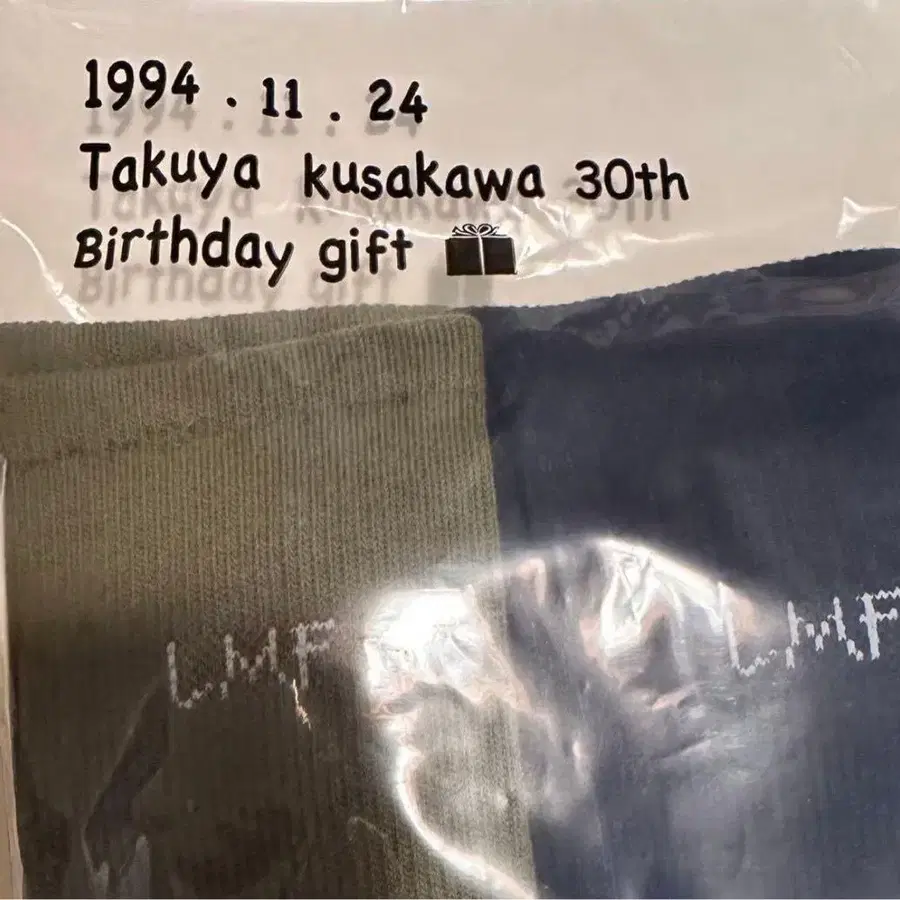 1994 . 11 . 24
Takuya kusakawa 30th
Birthday gift
LMF LMF